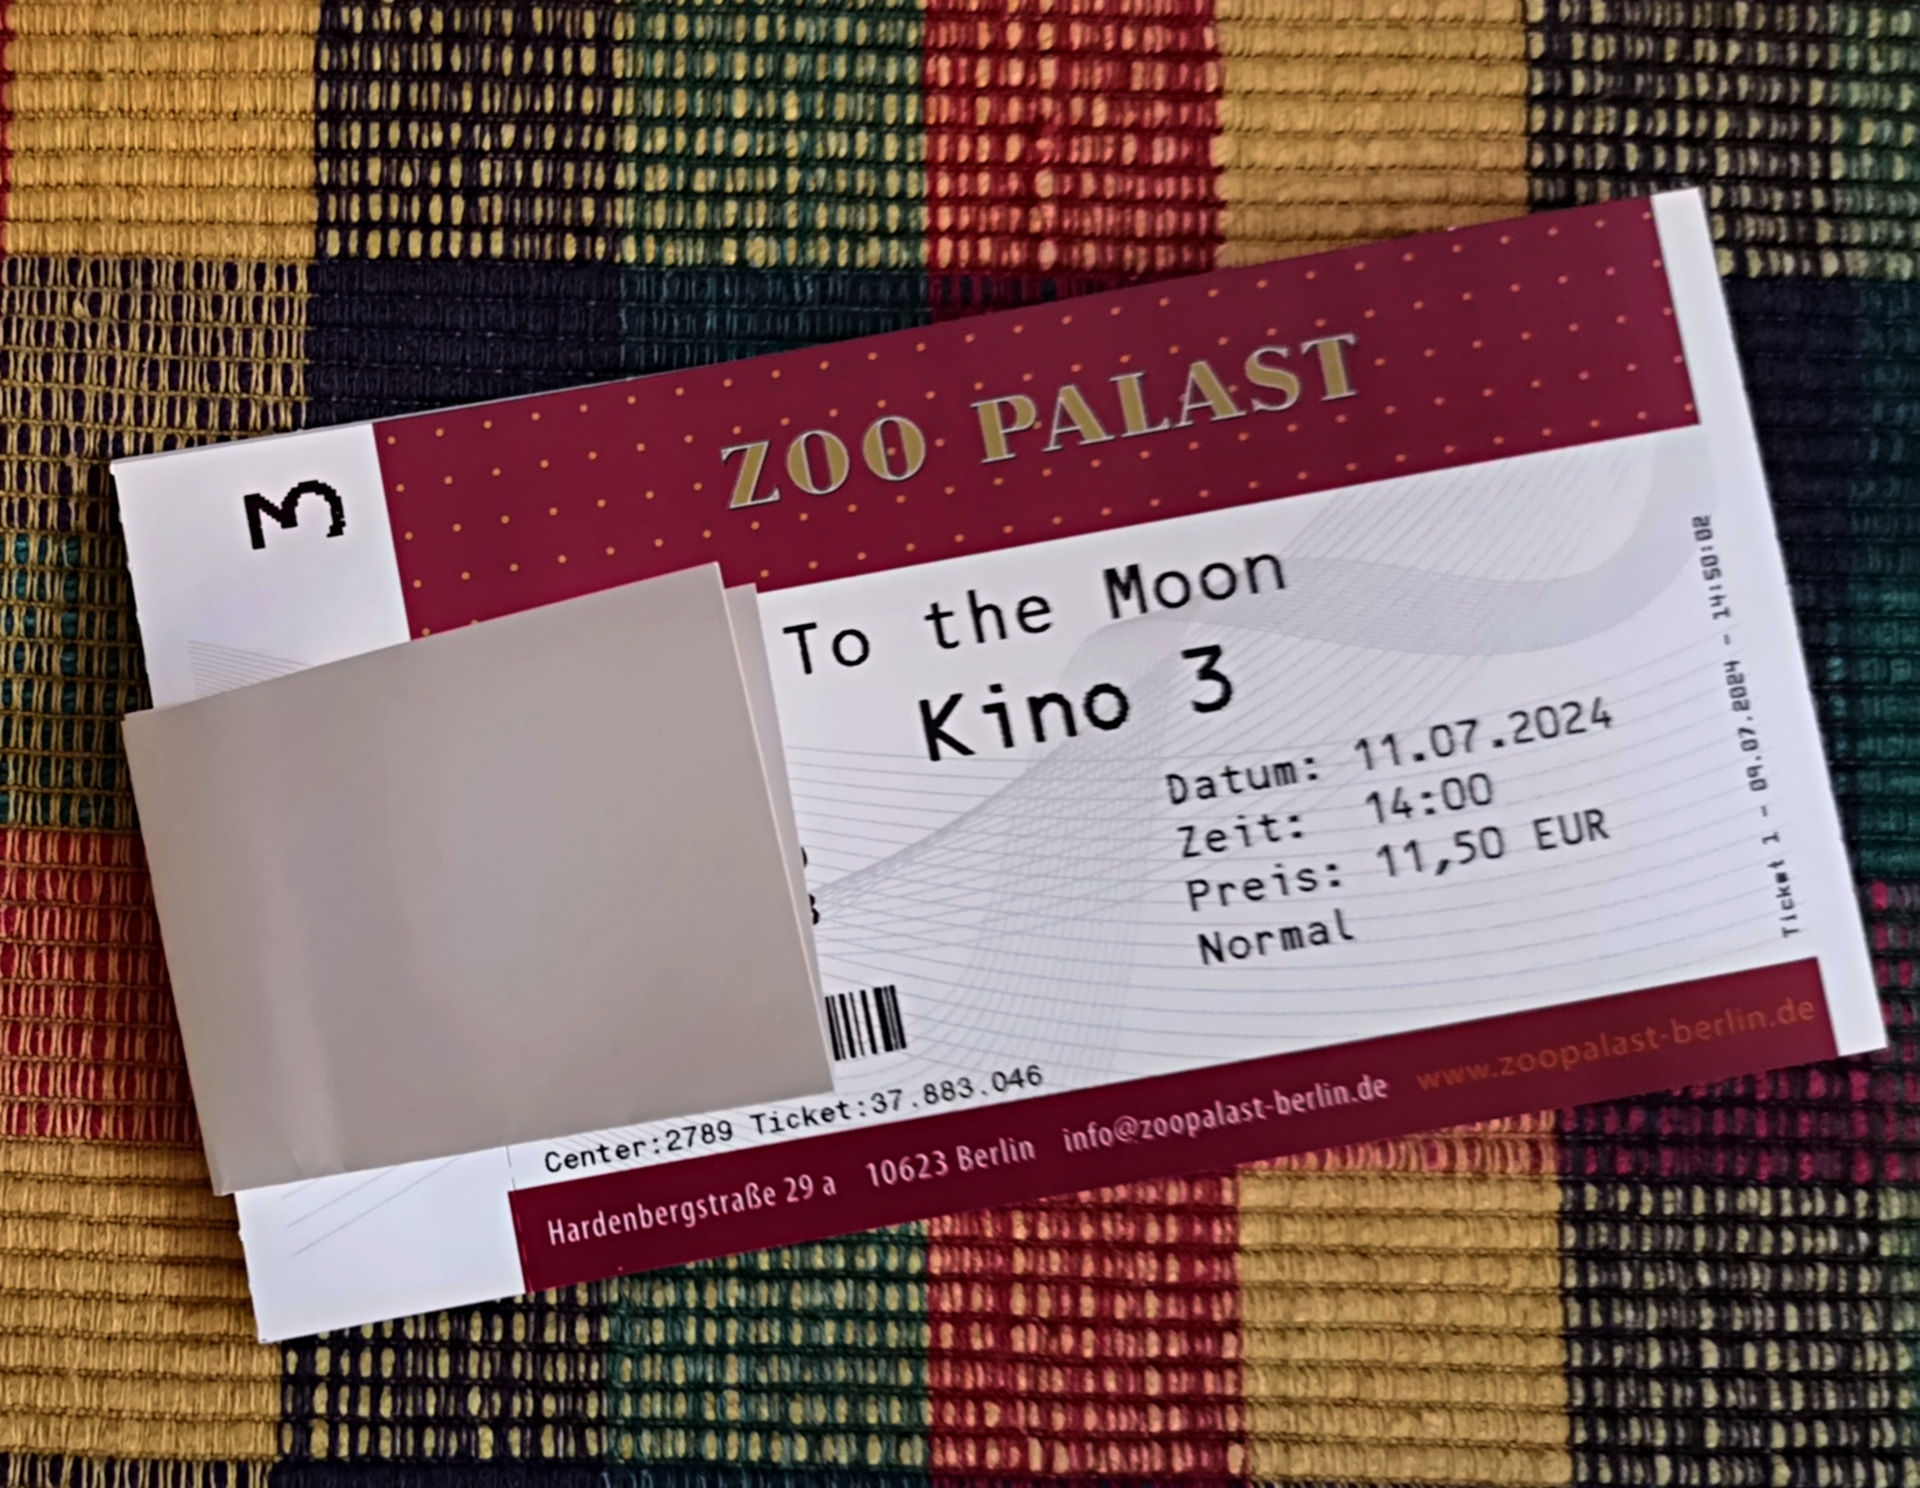 3
ZOO PALAST
To the Moon
Kino 3
Datum: 11.07.2024
Zeit: 14:00
Preis: 11,50 EUR
Normal
Center:2789 Ticket:37.883.046
Hardenbergstraße 29 a 10623 Berlin info@zoopalast-berlin.de www.zoopalast-berlin.de
Ticket 1 - 09.07.2024 - 14:50:02